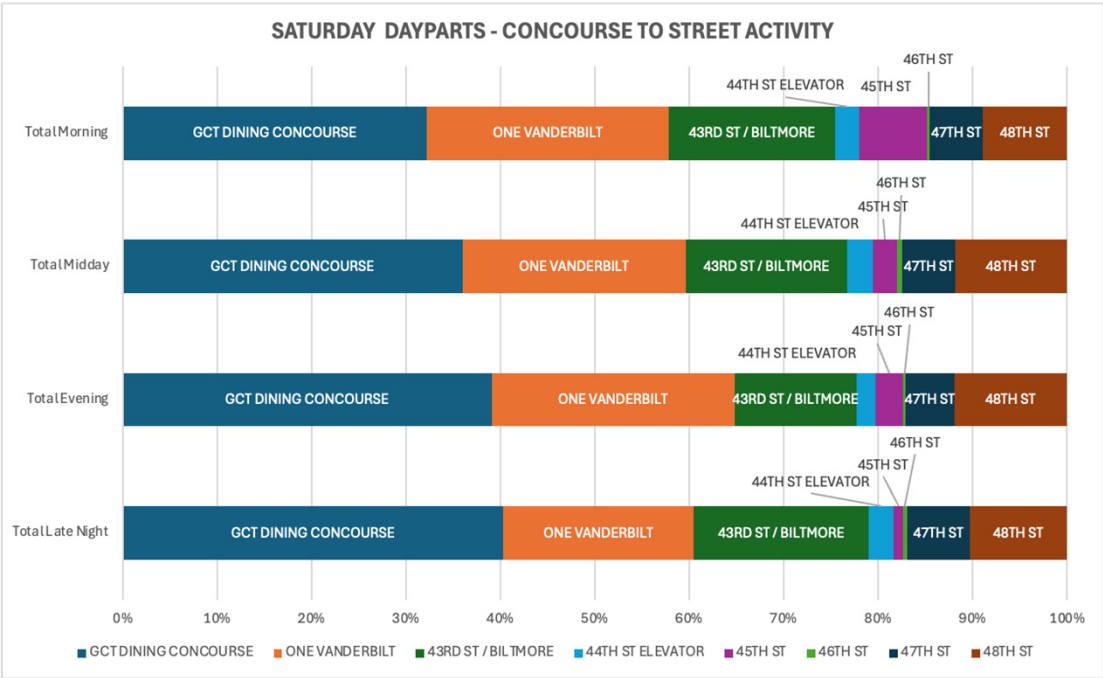 SATURDAY DAYPARTS - CONCOURSE TO STREET ACTIVITY
46TH ST
44TH ST ELEVATOR
45TH ST
Total Morning
GCT DINING CONCOURSE
ONE VANDERBILT
43RD ST / BILTMORE
47TH ST
48TH ST
46TH ST
45TH ST
44TH ST ELEVATOR
Total Midday
GCT DINING CONCOURSE
ONE VANDERBILT
43RD ST / BILTMORE
47TH ST
48TH ST
46TH ST
45TH ST
44TH ST ELEVATOR
Total Evening
GCT DINING CONCOURSE
ONE VANDERBILT
43RD ST / BILTMORE
47TH ST
48TH ST
46TH ST
45TH ST
44TH ST ELEVATOR
Total Late Night
GCT DINING CONCOURSE
ONE VANDERBILT
43RD ST / BILTMORE
47TH ST
48TH ST
0% 10% 20% 30% 40% 50% 60% 70% 80% 90% 100%
GCT DINING CONCOURSE ONE VANDERBILT 43RD ST / BILTMORE 44TH ST ELEVATOR 45TH ST 46TH ST 47TH ST 48TH ST